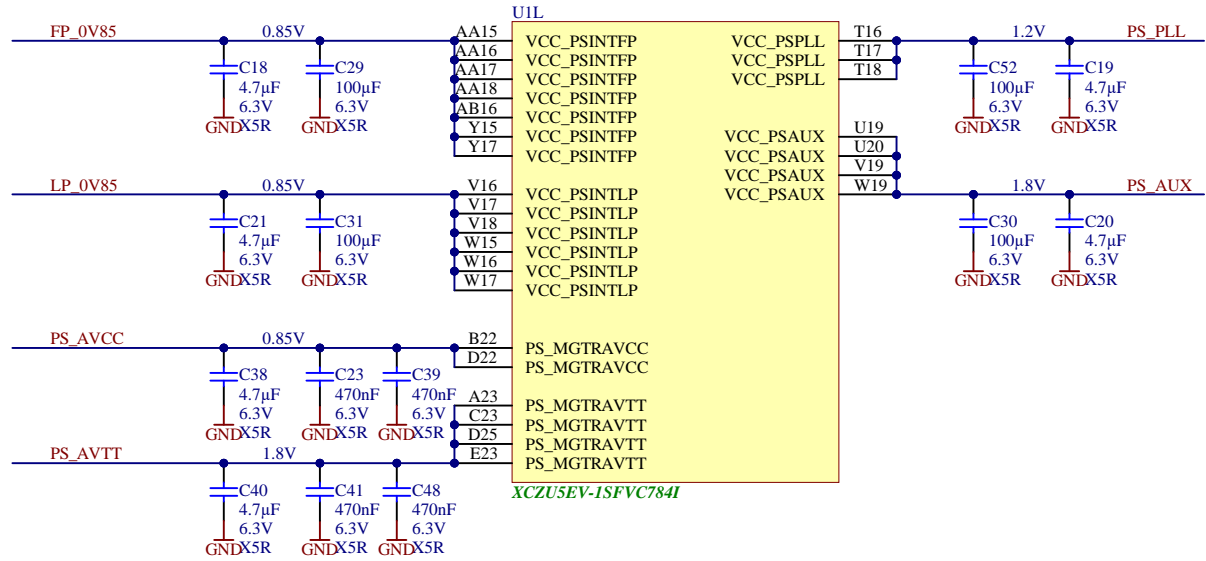 U1L
FP_0V85
0.85V
C18
4.7µF
6.3V
X5R
GND
C29
100µF
6.3V
X5R
GND
AA15
AA16
AA17
AA18
AB16
Y15
Y17
VCC_PSINTFP
VCC_PSINTFP
VCC_PSINTFP
VCC_PSINTFP
VCC_PSINTFP
VCC_PSINTFP
VCC_PSINTFP
VCC_PSPLL
VCC_PSPLL
VCC_PSPLL
T16
T17
T18
1.2V
PS_PLL
C52
100µF
6.3V
X5R
GND
C19
4.7µF
6.3V
X5R
GND
LP_0V85
0.85V
C21
4.7µF
6.3V
X5R
GND
C31
100µF
6.3V
X5R
GND
V16
V17
V18
W15
W16
W17
VCC_PSINTLP
VCC_PSINTLP
VCC_PSINTLP
VCC_PSINTLP
VCC_PSINTLP
VCC_PSINTLP
VCC_PSAUX
VCC_PSAUX
VCC_PSAUX
VCC_PSAUX
U19
U20
V19
W19
1.8V
PS_AUX
C30
100µF
6.3V
X5R
GND
C20
4.7µF
6.3V
X5R
GND
PS_AVCC
0.85V
C38
4.7µF
6.3V
X5R
GND
C23
470nF
6.3V
X5R
GND
C39
470nF
6.3V
X5R
GND
B22
D22
PS_MGTRAVCC
PS_MGTRAVCC
A23
C23
D25
E23
PS_MGTRAVTT
PS_MGTRAVTT
PS_MGTRAVTT
PS_MGTRAVTT
PS_AVTT
1.8V
C40
4.7µF
6.3V
X5R
GND
C41
470nF
6.3V
X5R
GND
C48
470nF
6.3V
X5R
GND
XCZU5EV-1SFVC784I